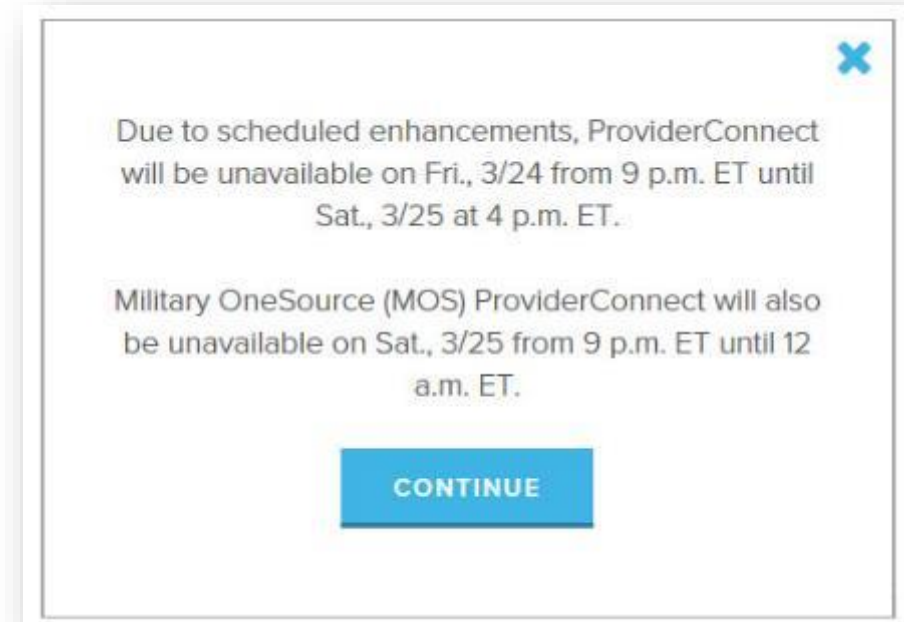 Due to scheduled enhancements, ProviderConnect
will be unavailable on Fri., 3/24 from 9 p.m. ET until
Sat., 3/25 at 4 p.m. ET.
Military OneSource (MOS) ProviderConnect will also
be unavailable on Sat., 3/25 from 9 p.m. ET until 12
a.m. ET.
CONTINUE